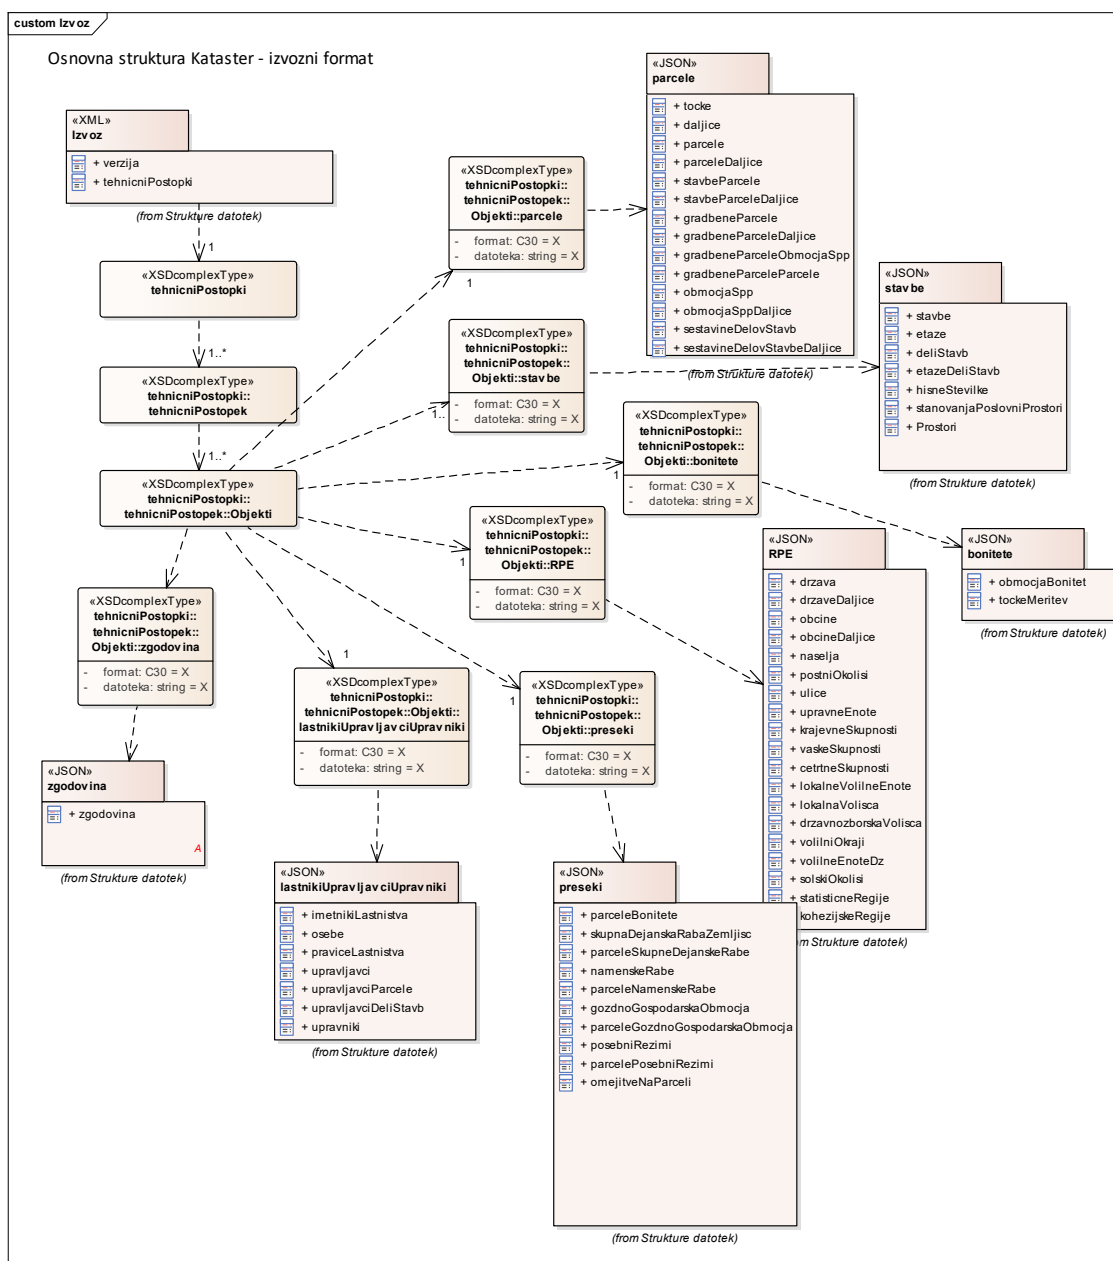 custom Izvoz
Osnovna struktura Kataster - izvozni format
«XML»
Izvoz
+ verzija
+ tehnicniPostopki
(from Strukture datotek)
1
«XSDcomplexType»
tehnicniPostopki
1..*
«XSDcomplexType»
tehnicniPostopki::
tehnicniPostopek
1..*
«XSDcomplexType»
tehnicniPostopki::
tehnicniPostopek::Objekti
«XSDcomplexType»
tehnicniPostopki::
tehnicniPostopek::
Objekti::parcele
- format: C30 = X
- datoteka: string = X
1
«JSON»
parcele
+ tocke
+ daljice
+ parcele
+ parceleDaljice
+ stavbeParcele
+ stavbeParceleDaljice
+ gradbeneParcele
+ gradbeneParceleDaljice
+ gradbeneParceleObmocjaSpp
+ gradbeneParceleParcele
+ obmocjaSpp
+ obmocjaSppDaljice
+ sestavineDelovStavb
+ sestavineDelovStavbeDaljice
(from Strukture datotek)
«XSDcomplexType»
tehnicniPostopki::
tehnicniPostopek::
Objekti::stavbe
- format: C30 = X
- datoteka: string = X
1..
«JSON»
stavbe
+ stavbe
+ etaze
+ deliStavb
+ etazeDeliStavb
+ hisneStevilke
+ stanovanjaPoslovniProstori
+ Prostori
(from Strukture datotek)
«XSDcomplexType»
tehnicniPostopki::
tehnicniPostopek::
Objekti::bonitete
- format: C30 = X
- datoteka: string = X
1
«JSON»
bonitete
+ obmocjaBonitet
+ tockeMeritev
(from Strukture datotek)
«XSDcomplexType»
tehnicniPostopki::
tehnicniPostopek::
Objekti::RPE
- format: C30 = X
- datoteka: string = X
1
«JSON»
RPE
+ drzava
+ drzaveDaljice
+ obcine
+ obcineDaljice
+ naselja
+ postniOkolisi
+ ulice
+ upravneEnote
+ krajevneSkupnosti
+ vaskeSkupnosti
+ cetrtneSkupnosti
+ lokalneVolilneEnote
+ lokalnaVolisca
+ drzavnozborskaVolisca
+ volilniOkraji
+ volilneEnoteDz
+ solskiOkolisi
+ statisticneRegije
kohezijskeRegije
Strukture datotek)
«XSDcomplexType»
tehnicniPostopki::
tehnicniPostopek::
Objekti::zgodovina
- format: C30 = X
- datoteka: string = X
«JSON»
zgodovina
+ zgodovina
A
(from Strukture datotek)
1
«XSDcomplexType»
tehnicniPostopki::
tehnicniPostopek::Objekti::
lastnikiUpravljavciUpravniki
- format: C30 = X
- datoteka: string = X
«JSON»
lastnikiUpravljavciUpravniki
+ imetnikiLastnistva
+ osebe
+ praviceLastnistva
+ upravljavci
+ upravljavciParcele
+ upravljavciDeliStavb
+ upravniki
(from Strukture datotek)
1
«XSDcomplexType»
tehnicniPostopki::
tehnicniPostopek::
Objekti::preseki
- format: C30 = X
- datoteka: string = X
«JSON»
preseki
+ parceleBonitete
+ skupnaDejanskaRabaZemljisc
+ parceleSkupneDejanskeRabe
+ namenskeRabe
+ parceleNamenskeRabe
+ gozdnoGospodarskaObmocja
+ parceleGozdnoGospodarskaObmocja
+ posebniRezimi
+ parcelePosebniRezimi
+ omejitveNaParceli
(from Strukture datotek)